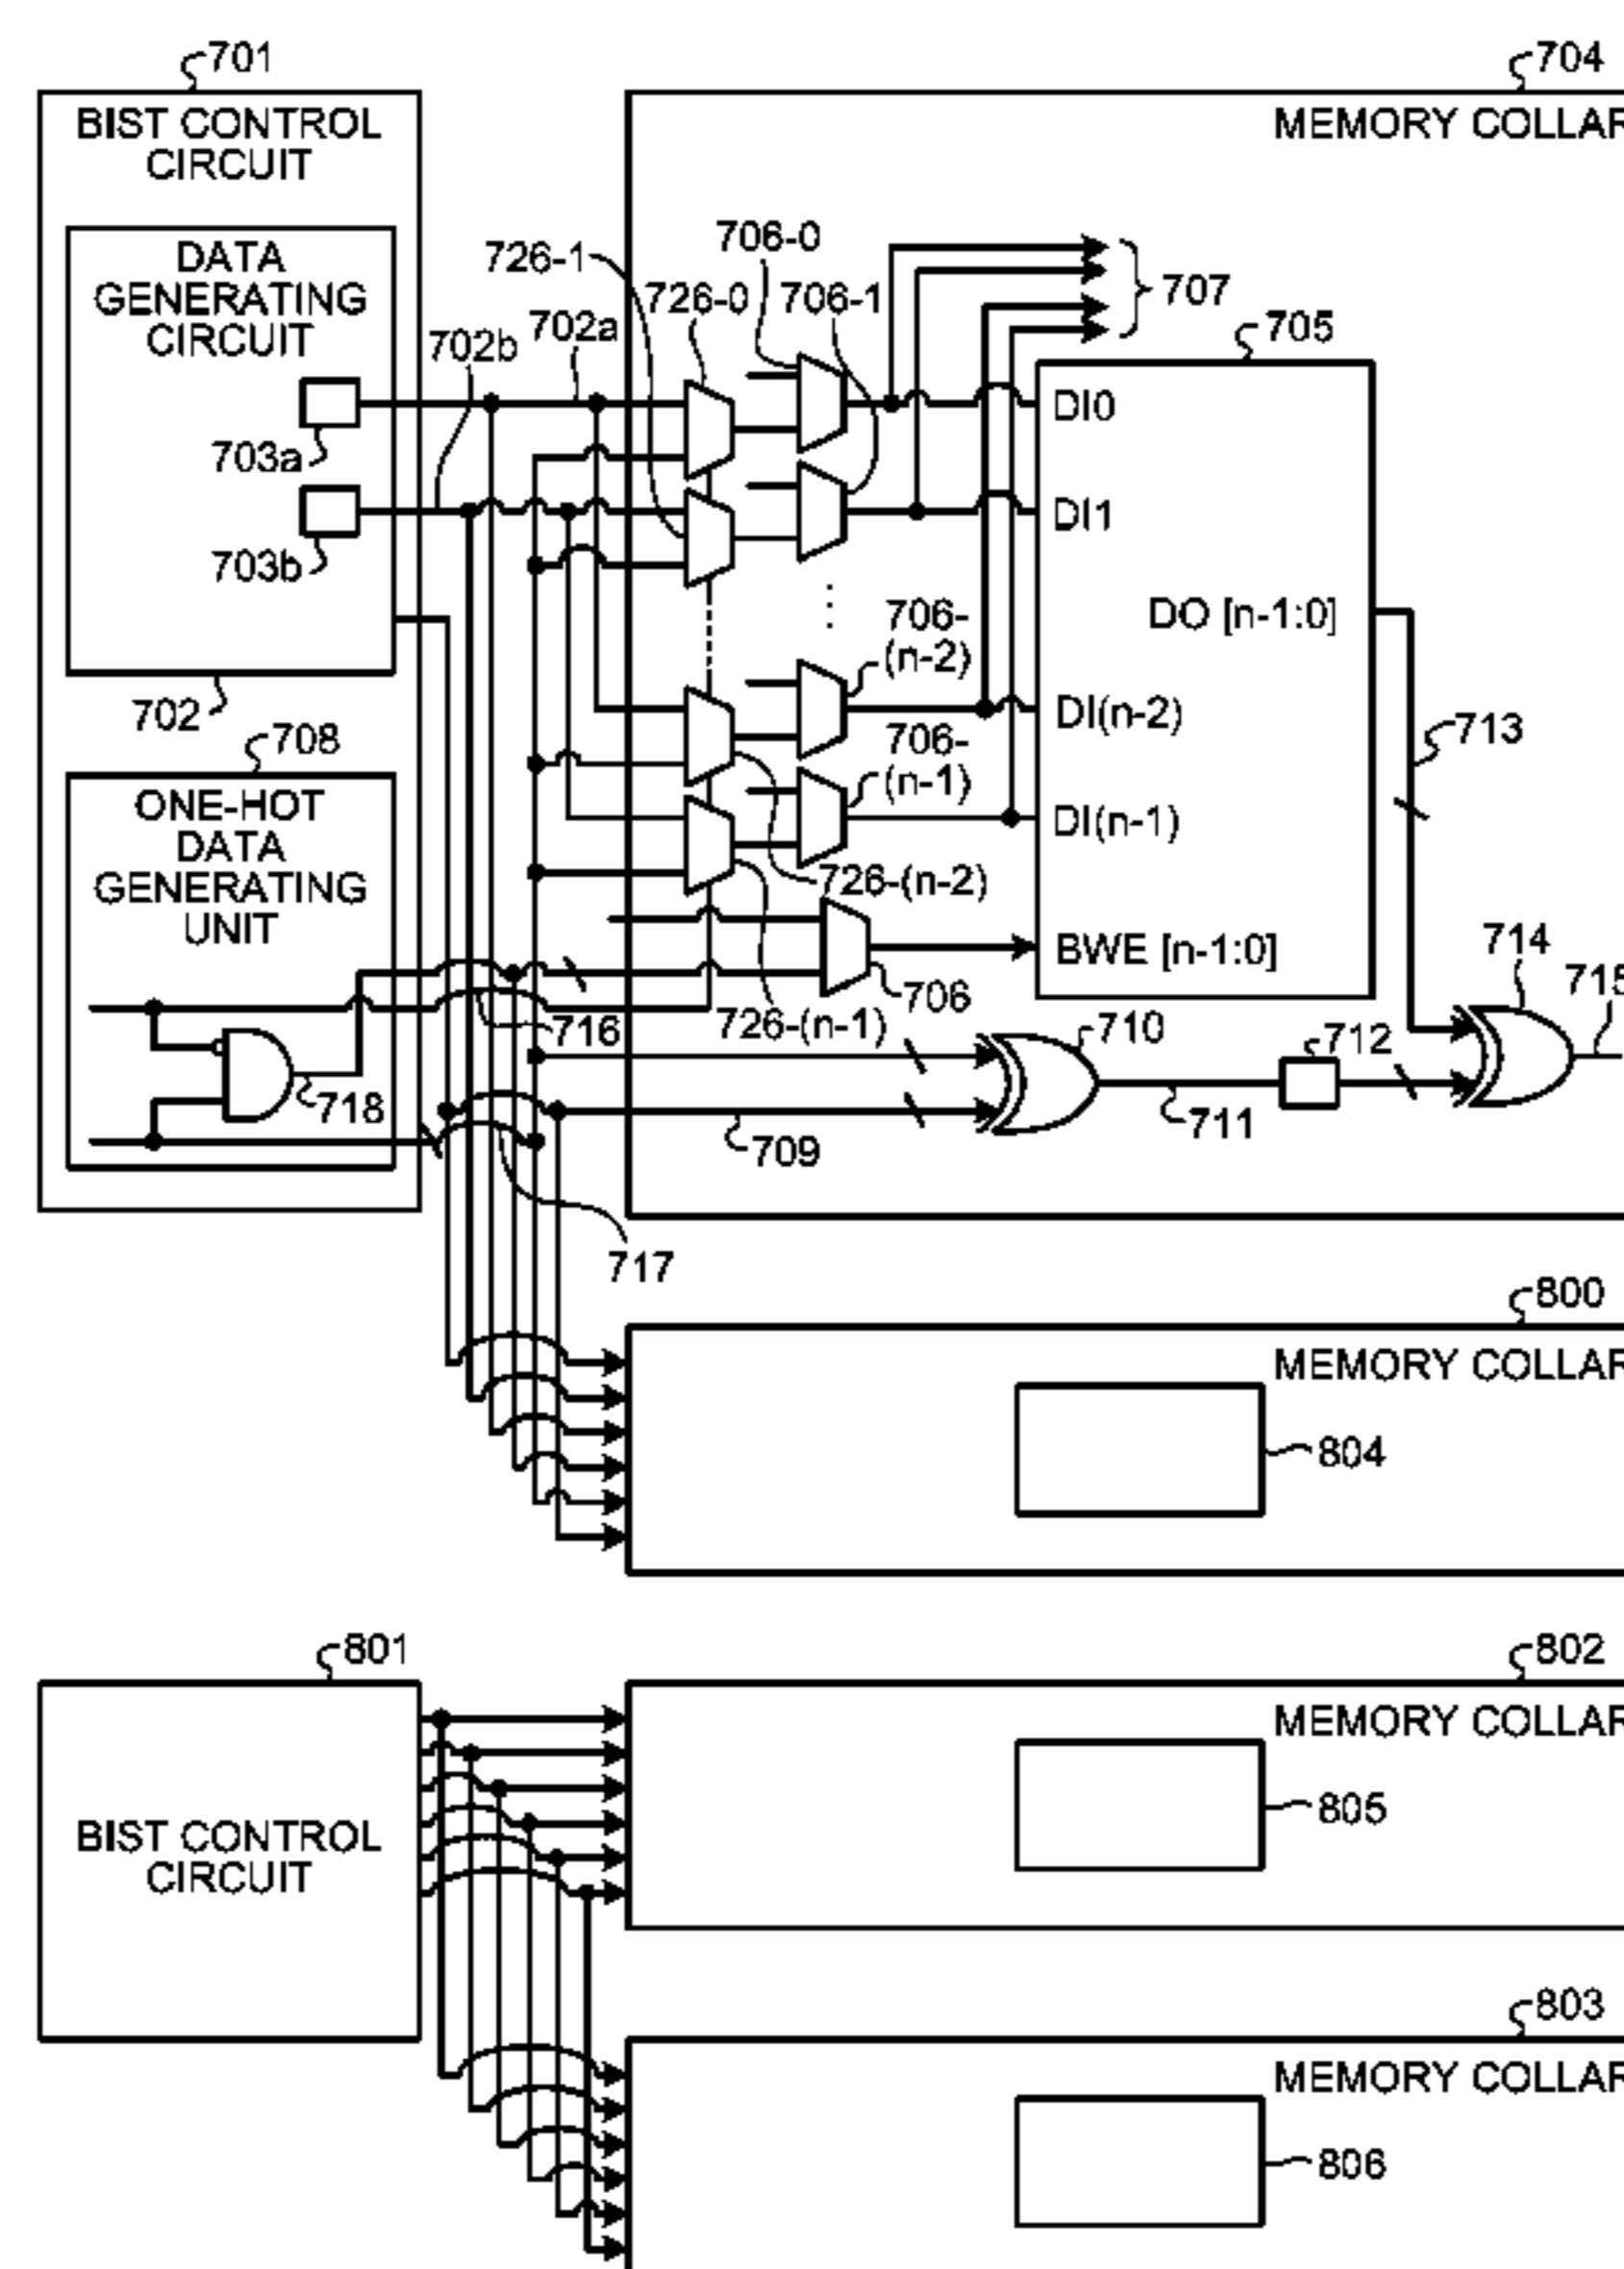 701
704
BIST CONTROL
CIRCUIT
MEMORY COLLAR
DATA
GENERATING
CIRCUIT
726-1
706-0
726-0
706-1
707
702b
702a
705
703a
DI0
703b
DI1
DO [n-1:0]
706-
(n-2)
702
DI(n-2)
713
708
706-
(n-1)
ONE-HOT
DATA
GENERATING
UNIT
DI(n-1)
726-(n-2)
BWE [n-1:0]
714
715
706
716
726-(n-1)
710
712
718
711
709
717
800
MEMORY COLLAR
804
801
802
MEMORY COLLAR
805
BIST CONTROL
CIRCUIT
803
MEMORY COLLAR
806